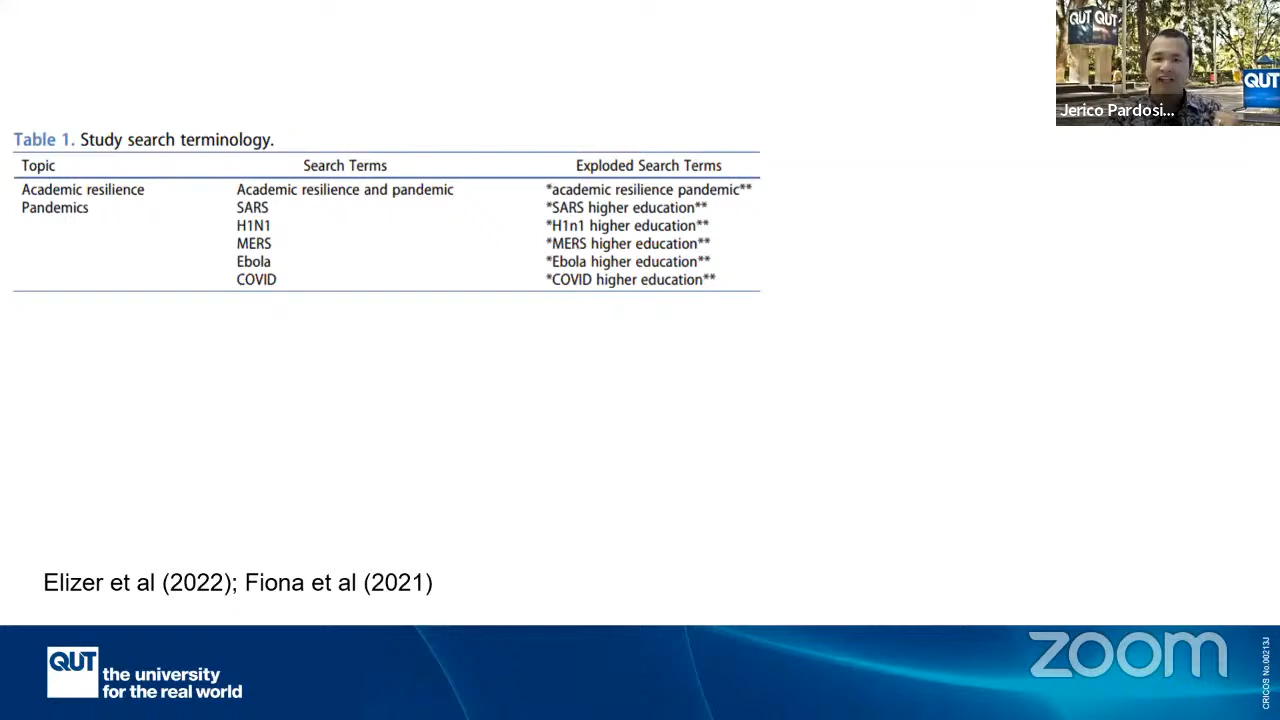 QUT QUT
QUT
Jerico Pardosi...
Table 1. Study search terminology.
Topic Search Terms Exploded Search Terms
Academic resilience Academic resilience and pandemic *academic resilience pandemic**
Pandemics SARS *SARS higher education**
H1N1 *H1n1 higher education**
MERS *MERS higher education**
Ebola *Ebola higher education**
COVID *COVID higher education**
Elizer et al (2022); Fiona et al (2021)
QUT
the university
for the real world
zoom
CRICOS No.00213J